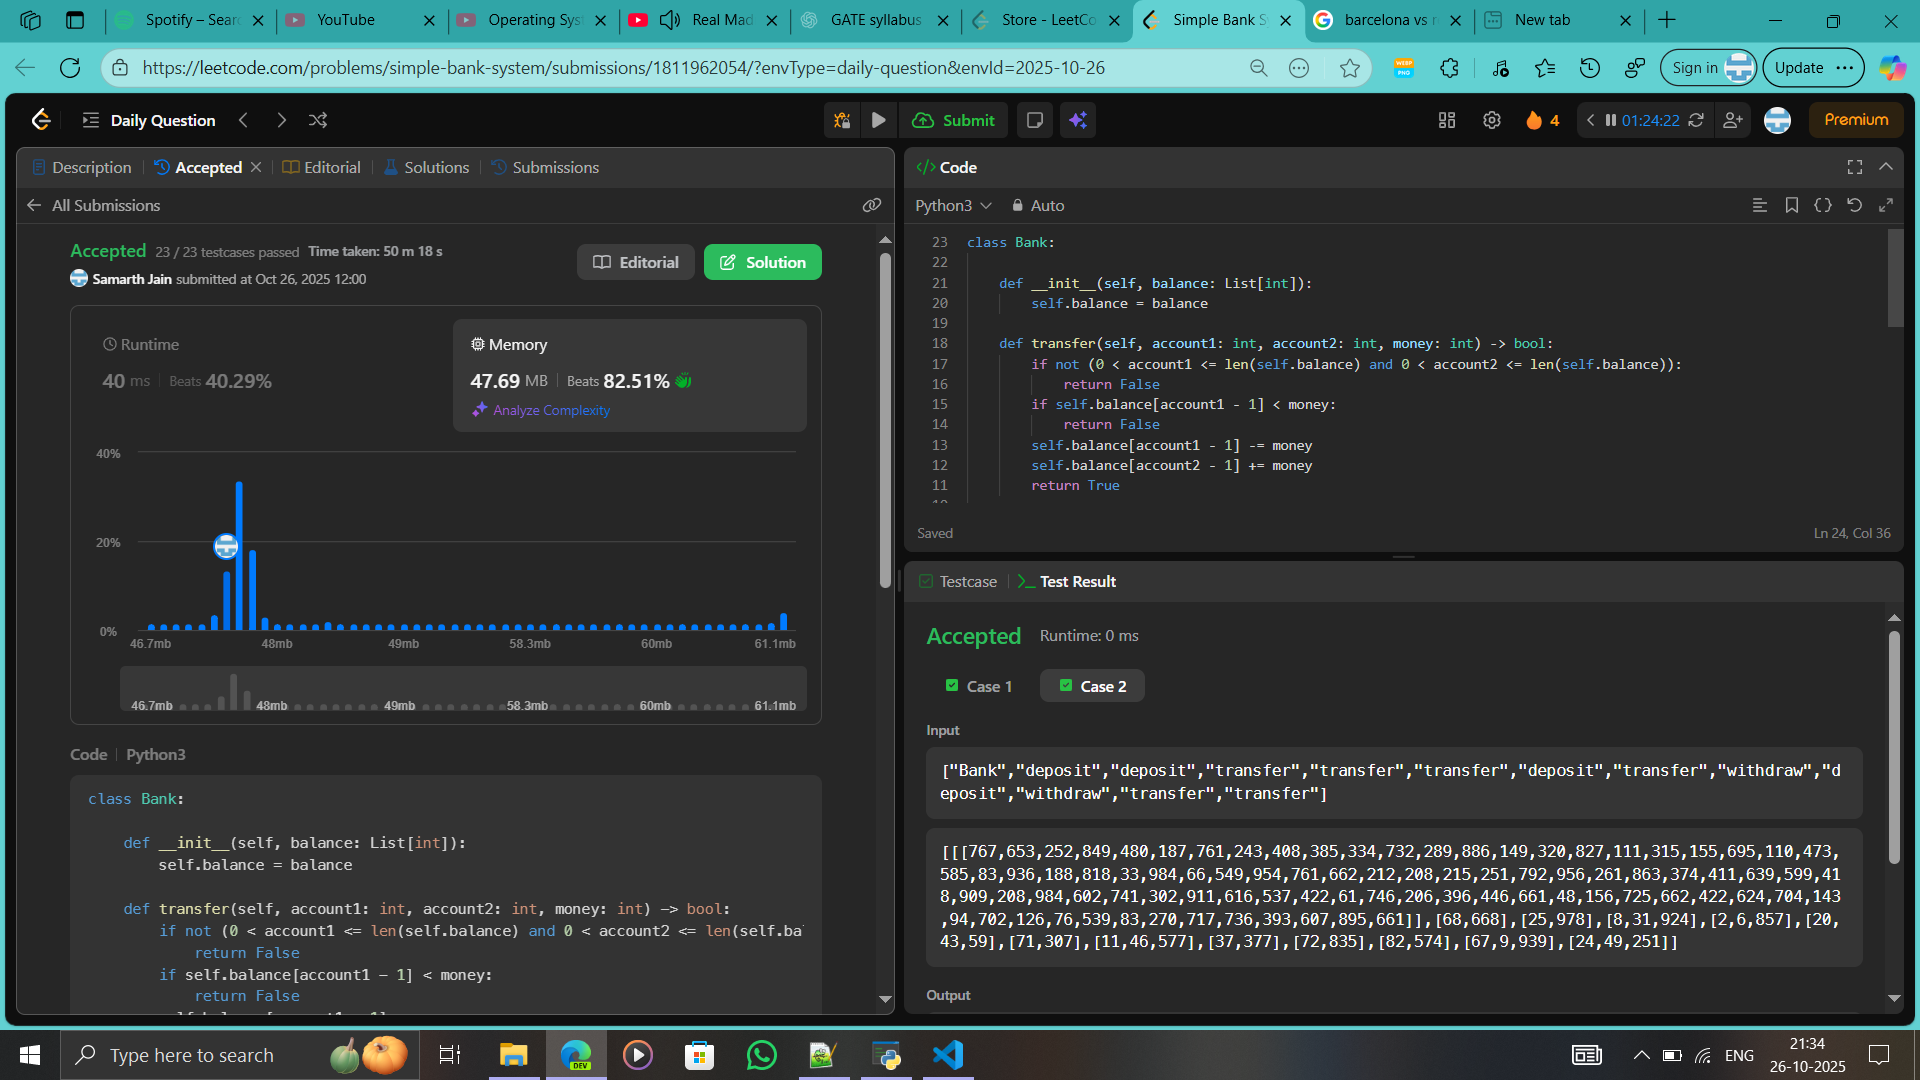 Spotify – Sear
YouTube
Operating Sys
Real Mad
GATE syllabus
Store - LeetCo
Simple Bank S
barcelona vs r
New tab
https://leetcode.com/problems/simple-bank-system/submissions/1811962054/?envType=daily-question&envId=2025-10-26
Sign in
Update
Daily Question
Submit
4
01:24:22
Premium
Description
Accepted
Editorial
Solutions
Submissions
All Submissions
Accepted 23 / 23 testcases passed Time taken: 50 m 18 s
Samarth Jain submitted at Oct 26, 2025 12:00
Editorial
Solution
Runtime
40 ms Beats 40.29%
Memory
47.69 MB Beats 82.51%
Analyze Complexity
40%
20%
0%
46.7mb 48mb 49mb 58.3mb 60mb 61.1mb
46.7mb 48mb 49mb 58.3mb 60mb 61.1mb
Code Python3
class Bank:
def __init__(self, balance: List[int]):
self.balance = balance
def transfer(self, account1: int, account2: int, money: int) -> bool:
if not (0 < account1 <= len(self.balance) and 0 < account2 <= len(self.ba
return False
if self.balance[account1 - 1] < money:
return False
Code
Python3 Auto
23 class Bank:
22
21 def __init__(self, balance: List[int]):
20 self.balance = balance
19
18 def transfer(self, account1: int, account2: int, money: int) -> bool:
17 if not (0 < account1 <= len(self.balance) and 0 < account2 <= len(self.balance)):
16 return False
15 if self.balance[account1 - 1] < money:
14 return False
13 self.balance[account1 - 1] -= money
12 self.balance[account2 - 1] += money
11 return True
Saved
Ln 24, Col 36
Testcase
Test Result
Accepted Runtime: 0 ms
Case 1
Case 2
Input
["Bank","deposit","deposit","transfer","transfer","transfer","deposit","transfer","withdraw","d
eposit","withdraw","transfer","transfer"]
[[[767,653,252,849,480,187,761,243,408,385,334,732,289,886,149,320,827,111,315,155,695,110,473,
585,83,936,188,818,33,984,66,549,954,761,662,212,208,215,251,792,956,261,863,374,411,639,599,41
8,909,208,984,602,741,302,911,616,537,422,61,746,206,396,446,661,48,156,725,662,422,624,704,143
,94,702,126,76,539,83,270,717,736,393,607,895,661]],[68,668],[25,978],[8,31,924],[2,6,857],[20,
43,59],[71,307],[11,46,577],[37,377],[72,835],[82,574],[67,9,939],[24,49,251]]
Output
Type here to search
DEV
ENG
21:34
26-10-2025